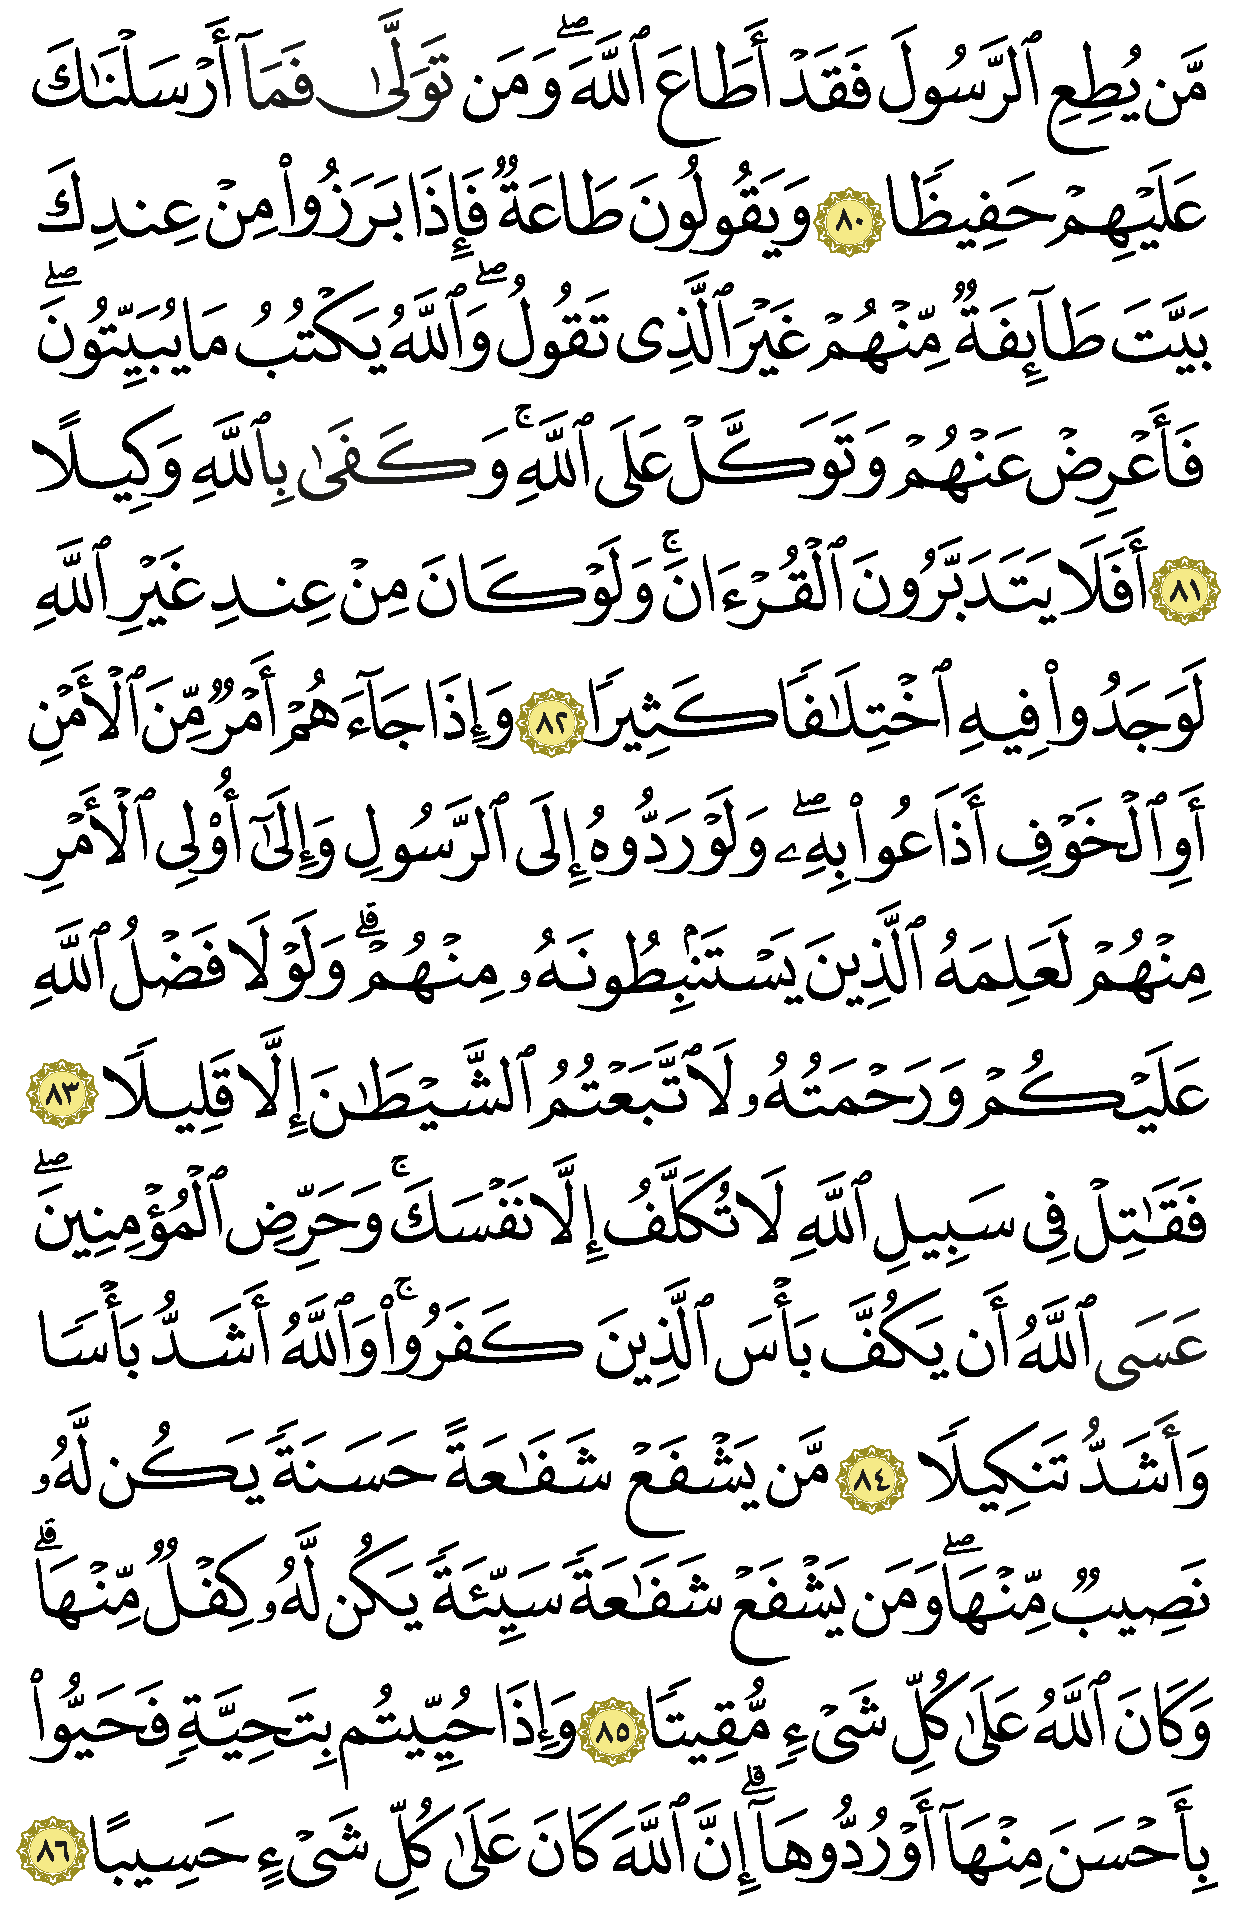 مَّن يُطِعِ ٱلرَّسُولَ فَقَدْ أَطَاعَ ٱللَّهَ ۖ وَمَن تَوَلَّىٰ فَمَآ أَرْسَلْنَـٰكَ
عَلَيْهِمْ حَفِيظًا ٨٠ وَيَقُولُونَ طَاعَةٌ فَإِذَا بَرَزُوا۟ مِنْ عِندِكَ
بَيَّتَ طَآئِفَةٌ مِّنْهُمْ غَيْرَ ٱلَّذِى تَقُولُ ۖ وَٱللَّهُ يَكْتُبُ مَا يُبَيِّتُونَ ۖ
فَأَعْرِضْ عَنْهُمْ وَتَوَكَّلْ عَلَى ٱللَّهِ ۚ وَكَفَىٰ بِٱللَّهِ وَكِيلًا
٨١ أَفَلَا يَتَدَبَّرُونَ ٱلْقُرْءَانَ ۚ وَلَوْ كَانَ مِنْ عِندِ غَيْرِ ٱللَّهِ
لَوَجَدُوا۟ فِيهِ ٱخْتِلَـٰفًا كَثِيرًا ٨٢ وَإِذَا جَآءَهُمْ أَمْرٌ مِّنَ ٱلْأَمْنِ
أَوِ ٱلْخَوْفِ أَذَاعُوا۟ بِهِۦ ۖ وَلَوْ رَدُّوهُ إِلَى ٱلرَّسُولِ وَإِلَىٰٓ أُو۟لِى ٱلْأَمْرِ
مِنْهُمْ لَعَلِمَهُ ٱلَّذِينَ يَسْتَنۢبِطُونَهُۥ مِنْهُمْ ۗ وَلَوْلَا فَضْلُ ٱللَّهِ
عَلَيْكُمْ وَرَحْمَتُهُۥ لَٱتَّبَعْتُمُ ٱلشَّيْطَـٰنَ إِلَّا قَلِيلًا ٨٣
فَقَـٰتِلْ فِى سَبِيلِ ٱللَّهِ لَا تُكَلَّفُ إِلَّا نَفْسَكَ ۚ وَحَرِّضِ ٱلْمُؤْمِنِينَ ۖ
عَسَى ٱللَّهُ أَن يَكُفَّ بَأْسَ ٱلَّذِينَ كَفَرُوا۟ ۚ وَٱللَّهُ أَشَدُّ بَأْسًا
وَأَشَدُّ تَنكِيلًا ٨٤ مَّن يَشْفَعْ شَفَـٰعَةً حَسَنَةً يَكُن لَّهُۥ
نَصِيبٌ مِّنْهَا ۖ وَمَن يَشْفَعْ شَفَـٰعَةً سَيِّئَةً يَكُن لَّهُۥ كِفْلٌ مِّنْهَا ۗ
وَكَانَ ٱللَّهُ عَلَىٰ كُلِّ شَىْءٍ مُّقِيتًا ٨٥ وَإِذَا حُيِّيتُم بِتَحِيَّةٍ فَحَيُّوا۟
بِأَحْسَنَ مِنْهَآ أَوْ رُدُّوهَآ ۗ إِنَّ ٱللَّهَ كَانَ عَلَىٰ كُلِّ شَىْءٍ حَسِيبًا ٨٦